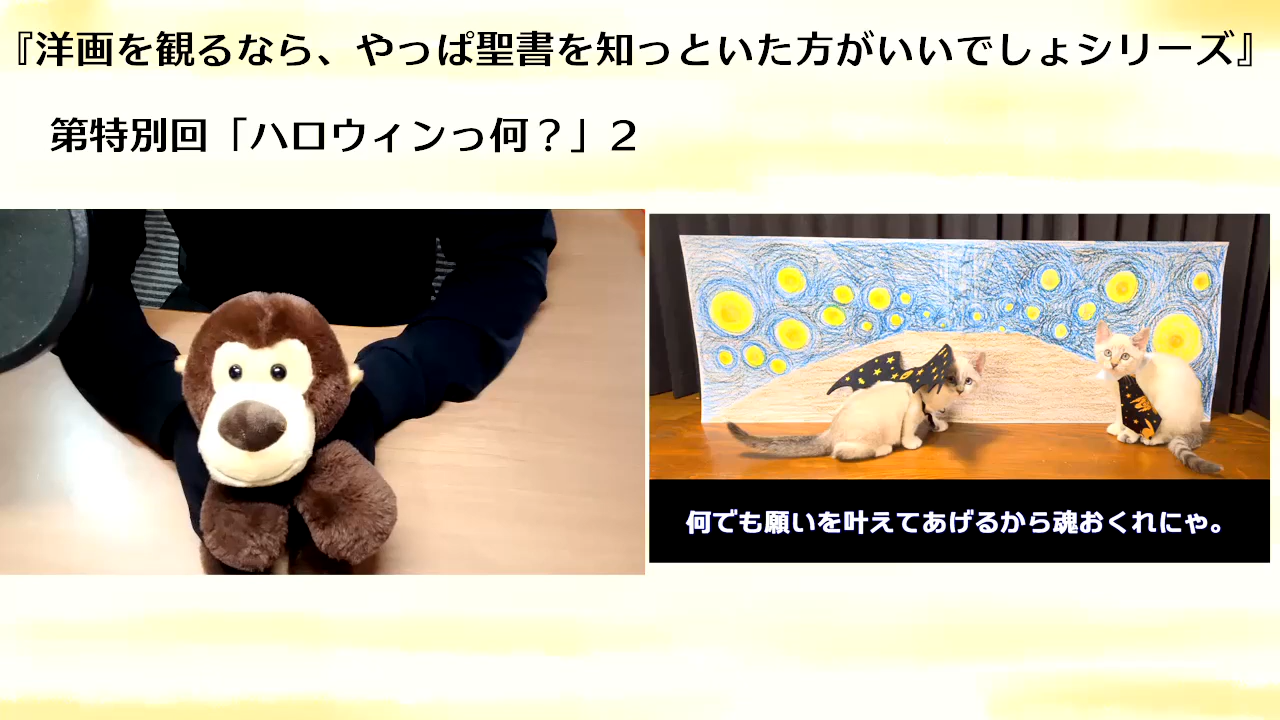 『洋画を観るなら、やっぱ聖書を知っといた方がいいでしょシリーズ』
第特別回「ハロウィンっ何？」２
何でも願いを叶えてあげるから魂おくれにゃ。